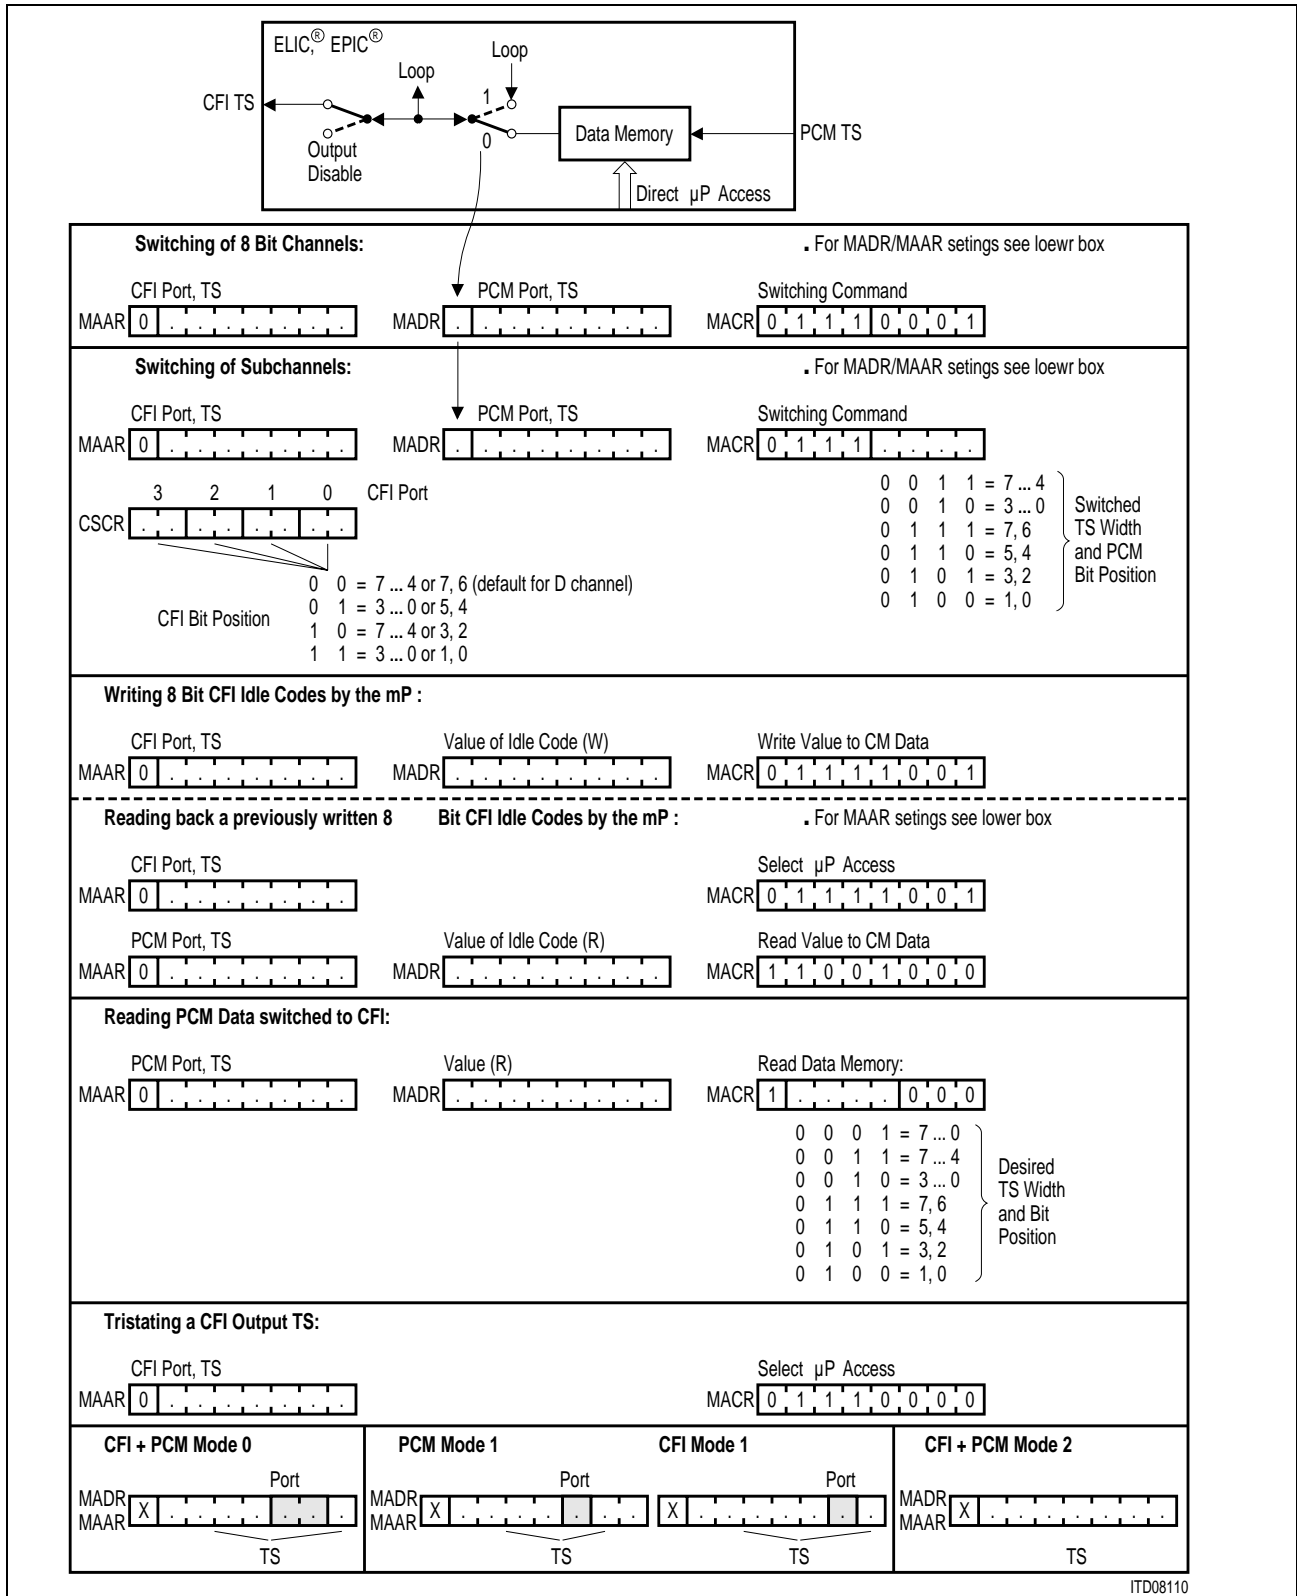 ELIC,® EPIC®
Loop
Loop
CFI TS
1
0
Output
Disable
Data Memory
PCM TS
Direct µP Access
Switching of 8 Bit Channels:
. For MADR/MAAR setings see loewr box
CFI Port, TS
PCM Port, TS
Switching Command
MAAR 0 . . . . . . .
MADR . . . . . . . .
MACR 0 1 1 1 0 0 0 1
Switching of Subchannels:
. For MADR/MAAR setings see loewr box
CFI Port, TS
PCM Port, TS
Switching Command
MAAR 0 . . . . . . .
MADR . . . . . . . .
MACR 0 1 1 1 . . . .
3 2 1 0 CFI Port
CSCR . . . . . . . .
CFI Bit Position
0 0 = 7 ... 4 or 7, 6 (default for D channel)
0 1 = 3 ... 0 or 5, 4
1 0 = 7 ... 4 or 3, 2
1 1 = 3 ... 0 or 1, 0
0 0 1 1 = 7 ... 4
0 0 1 0 = 3 ... 0
0 1 1 1 = 7, 6
0 1 1 0 = 5, 4
0 1 0 1 = 3, 2
0 1 0 0 = 1, 0
Switched
TS Width
and PCM
Bit Position
Writing 8 Bit CFI Idle Codes by the mP :
CFI Port, TS
Value of Idle Code (W)
Write Value to CM Data
MAAR 0 . . . . . . .
MADR . . . . . . . .
MACR 0 1 1 1 1 0 0 1
Reading back a previously written 8 Bit CFI Idle Codes by the mP :
. For MAAR setings see lower box
CFI Port, TS
Select µP Access
MAAR 0 . . . . . . .
MACR 0 1 1 1 1 0 0 1
PCM Port, TS
Value of Idle Code (R)
Read Value to CM Data
MAAR 0 . . . . . . .
MADR . . . . . . . .
MACR 1 1 0 0 1 0 0 0
Reading PCM Data switched to CFI:
PCM Port, TS
Value (R)
Read Data Memory:
MAAR 0 . . . . . . .
MADR . . . . . . . .
MACR 1 . . . . 0 0 0
0 0 0 1 = 7 ... 0
0 0 1 1 = 7 ... 4
0 0 1 0 = 3 ... 0
0 1 1 1 = 7, 6
0 1 1 0 = 5, 4
0 1 0 1 = 3, 2
0 1 0 0 = 1, 0
Desired
TS Width
and Bit
Position
Tristating a CFI Output TS:
CFI Port, TS
Select µP Access
MAAR 0 . . . . . . .
MACR 0 1 1 1 0 0 0 0
CFI + PCM Mode 0
Port
MADR
MAAR
X . . . . . . .
TS
PCM Mode 1
Port
MADR
MAAR
X . . . . . . .
TS
CFI Mode 1
Port
X . . . . . . .
TS
CFI + PCM Mode 2
MADR
MAAR
X . . . . . . .
TS
ITD08110